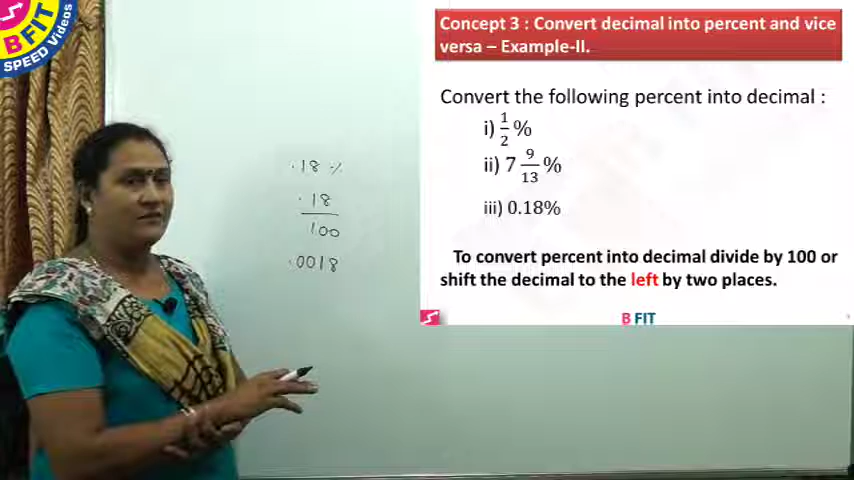 B FIT
SPEED Videos
.18 %
.18
100
.0018
Concept 3 : Convert decimal into percent and vice
versa – Example-II.
Convert the following percent into decimal :
i) 1/2 %
ii) 7 9/13 %
iii) 0.18%
To convert percent into decimal divide by 100 or
shift the decimal to the left by two places.
B FIT